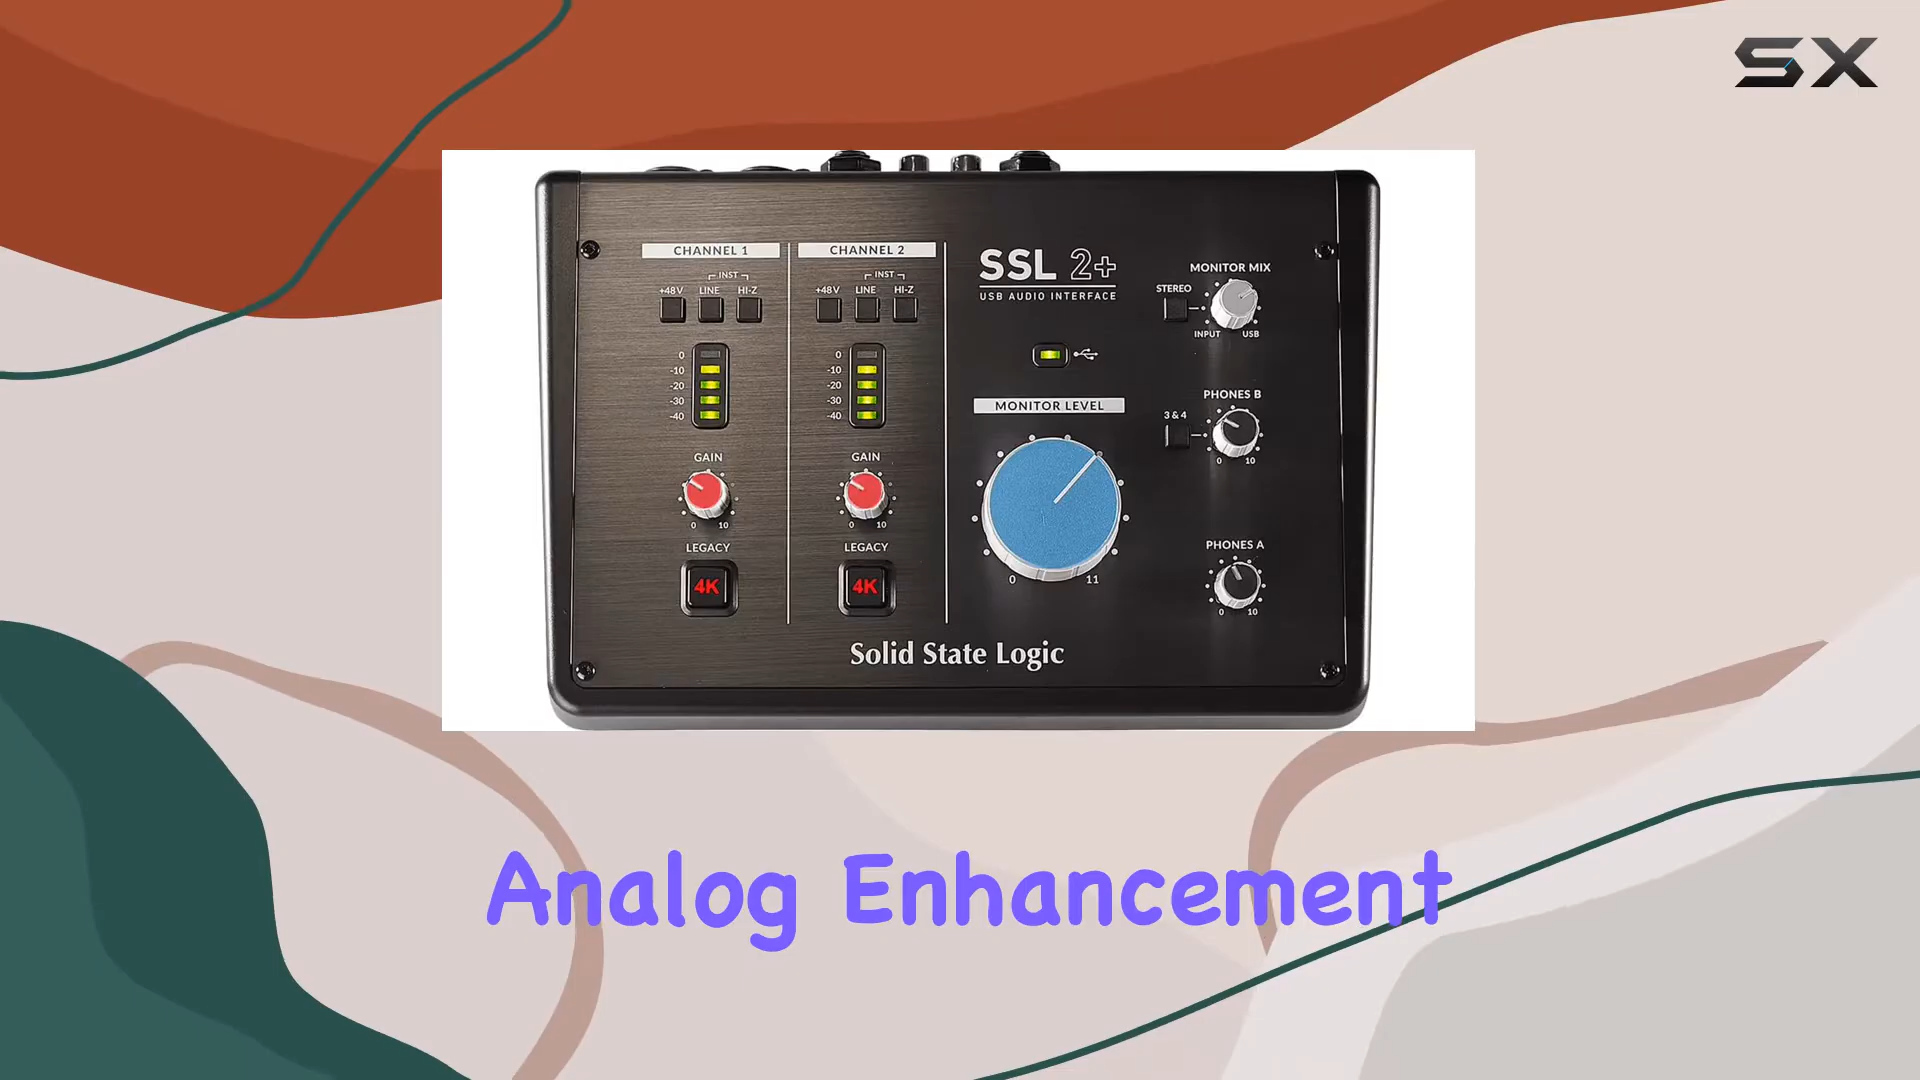 SX
CHANNEL 1
CHANNEL 2
INST
INST
+48V LINE HI-Z
+48V LINE HI-Z
0
-10
-20
-30
-40
0
-10
-20
-30
-40
GAIN
GAIN
0 10
0 10
LEGACY
LEGACY
4K
4K
SSL 2+
USB AUDIO INTERFACE
MONITOR LEVEL
0 11
MONITOR MIX
STEREO
INPUT USB
PHONES B
3 & 4
0 10
PHONES A
0 10
Solid State Logic
Analog Enhancement